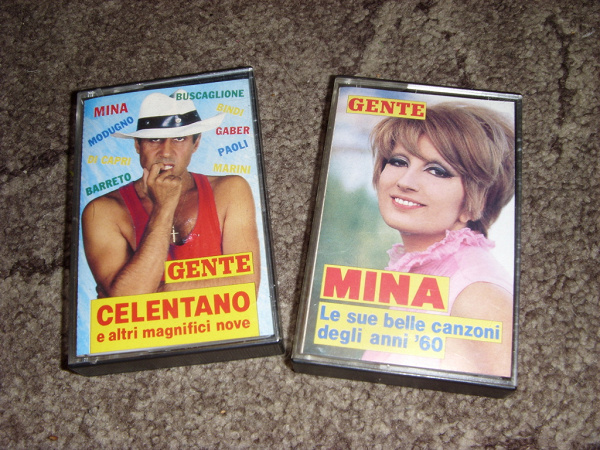 MINA
BUSCAGLIONE
MODUGNO
BINDI
GABER
DI CAPRI
PAOLI
BARRETO
MARINI
GENTE
CELENTANO
e altri magnifici nove
GENTE
MINA
Le sue belle canzoni
degli anni '60